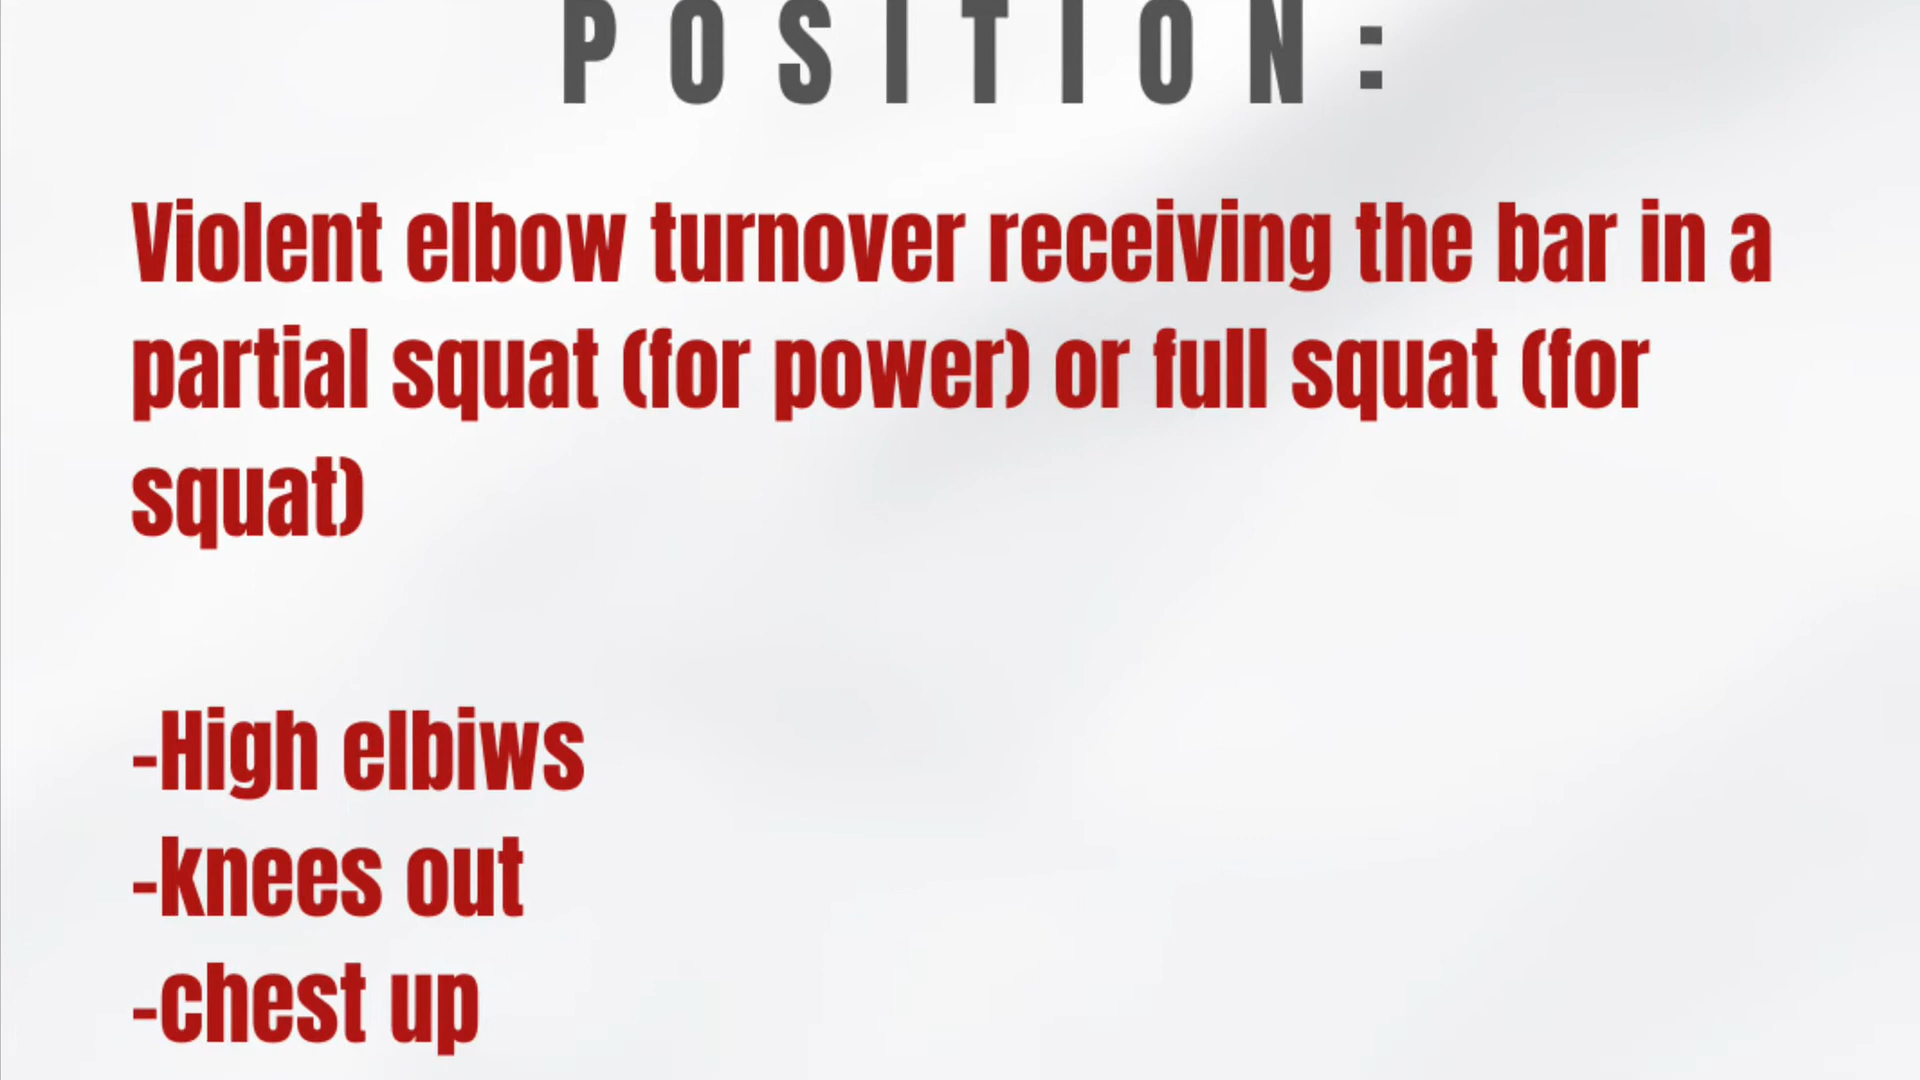 POSITION:
Violent elbow turnover receiving the bar in a
partial squat (for power) or full squat (for
squat)
-High elbiws
-knees out
-chest up